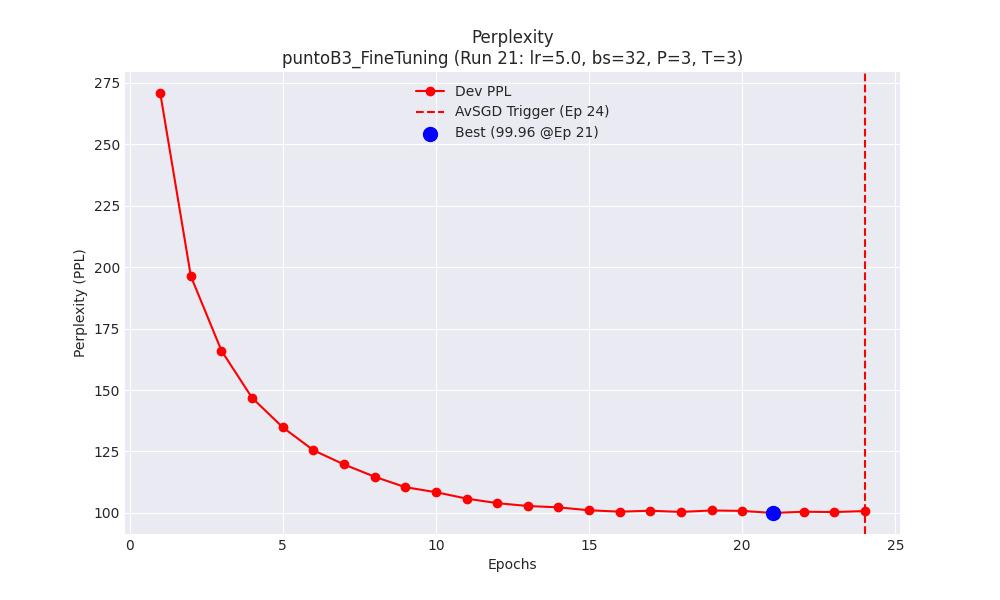 Perplexity
puntoB3_FineTuning (Run 21: lr=5.0, bs=32, P=3, T=3)
Dev PPL
AvSGD Trigger (Ep 24)
Best (99.96 @Ep 21)
Perplexity (PPL)
275
250
225
200
175
150
125
100
0 5 10 15 20 25
Epochs